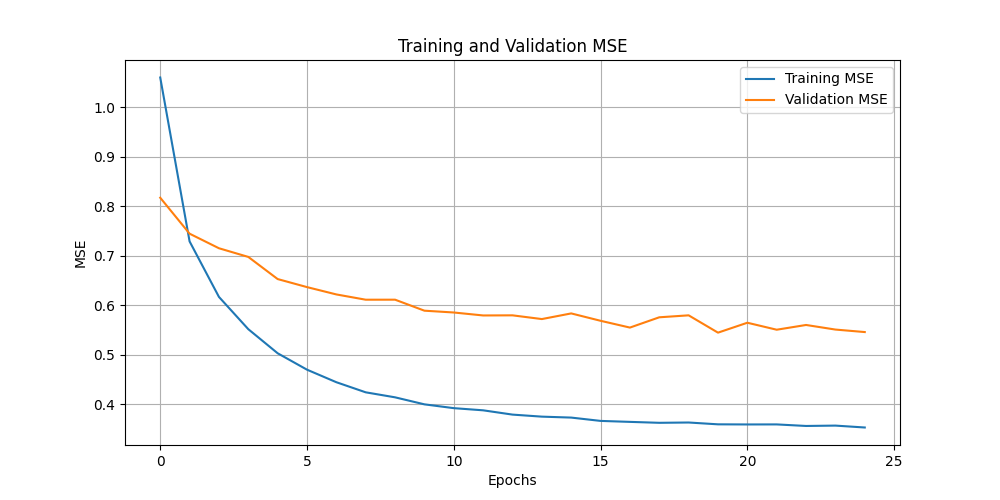 Training and Validation MSE
Training MSE
Validation MSE
MSE
1.0
0.9
0.8
0.7
0.6
0.5
0.4
0 5 10 15 20 25
Epochs